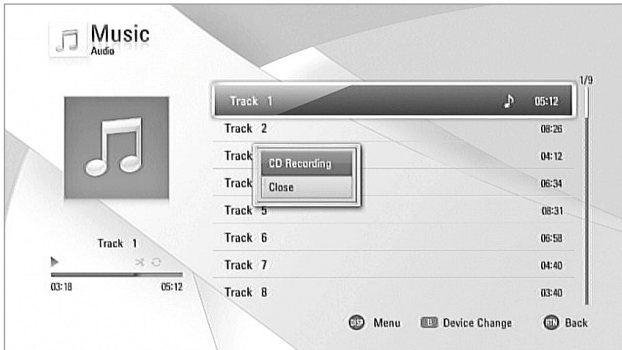 Music
Audio
1/9
Track 1 05:12
Track 2 08:26
Track 04:12
CD Recording
Track 06:34
Close
Track 5 08:31
Track 6 06:58
Track 7 04:40
Track 8 03:40
Track 1
03:18 05:12
DISP Menu B Device Change RTN Back